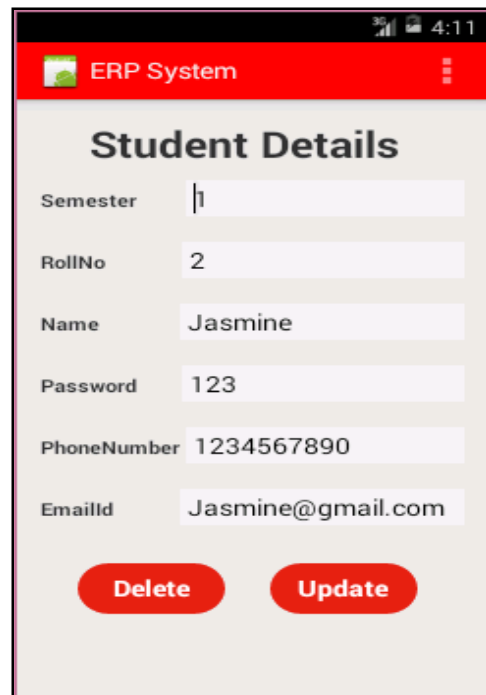 3G 4:11
ERP System
Student Details
Semester 1
RollNo 2
Name Jasmine
Password 123
PhoneNumber 1234567890
EmailId Jasmine@gmail.com
Delete Update